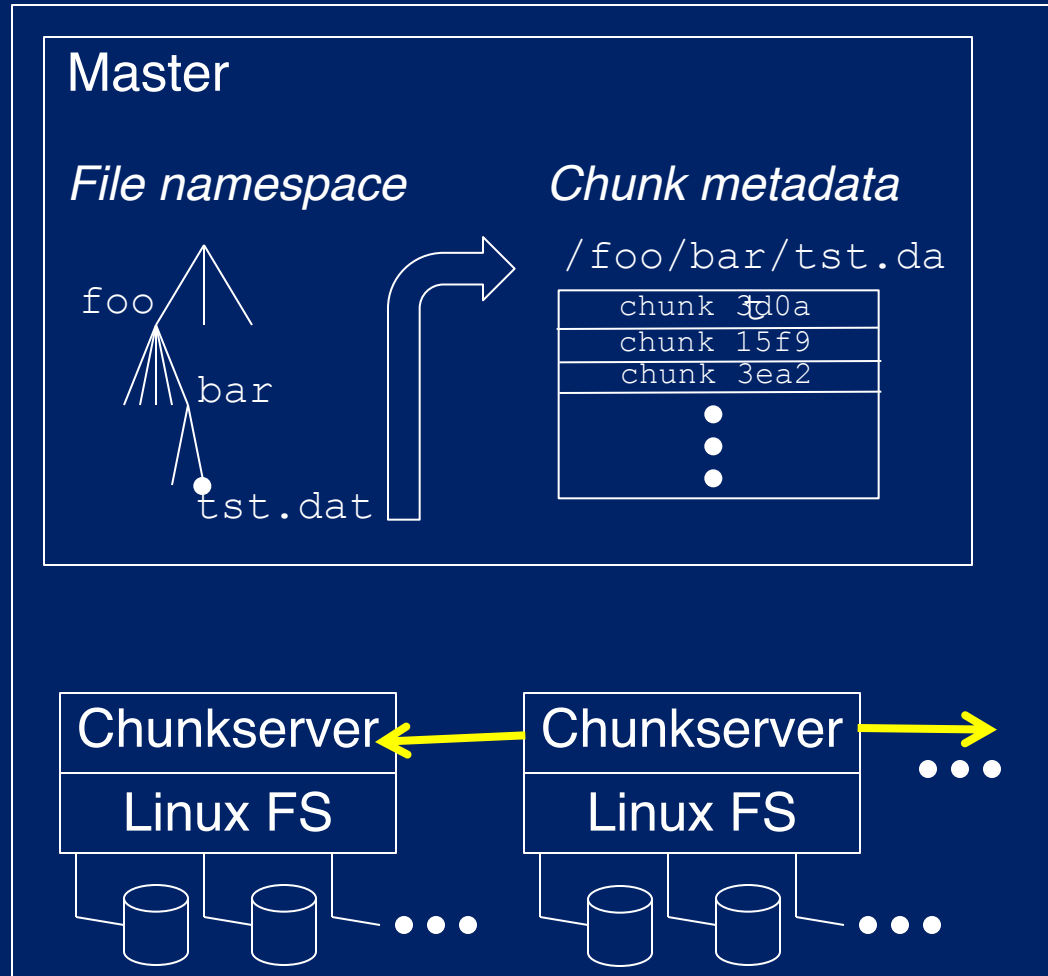 Master
File namespace
Chunk metadata
foo
bar
tst.dat
/foo/bar/tst.da
t
chunk 3d0a
chunk 15f9
chunk 3ea2
Chunkserver
Linux FS
Chunkserver
Linux FS